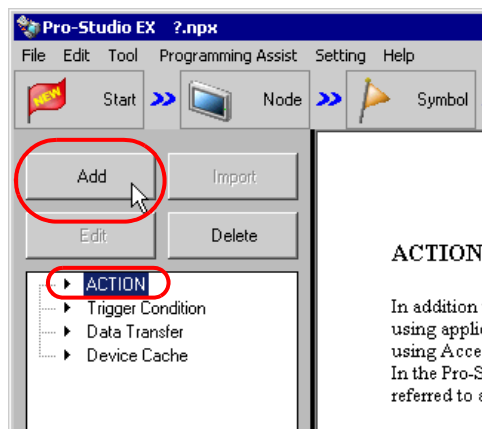 Pro-Studio EX ?.npx
File Edit Tool Programming Assist Setting Help
NEW Start Node Symbol
Add Import
Edit Delete
ACTION
Trigger Condition
Data Transfer
Device Cache
ACTION
In addition
using appli
using Acce
In the Pro-S
referred to a